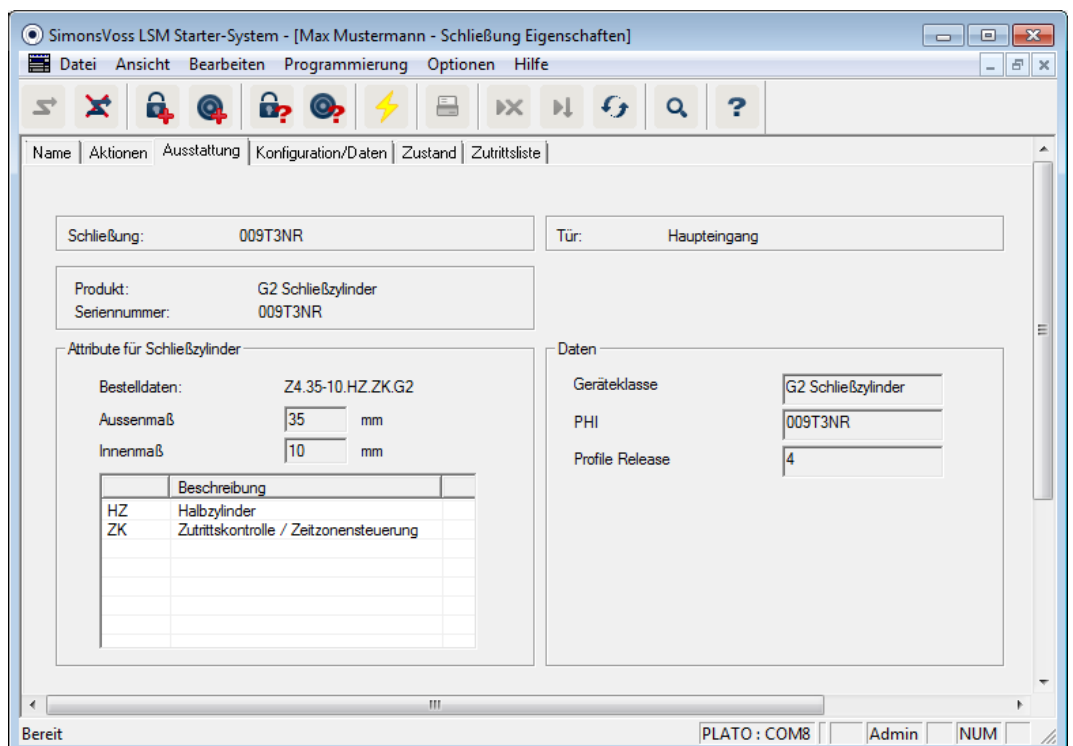 SimonsVoss LSM Starter-System - [Max Mustermann - Schließung Eigenschaften]
Datei Ansicht Bearbeiten Programmierung Optionen Hilfe
Name Aktionen Ausstattung Konfiguration/Daten Zustand Zutrittsliste
Schließung: 009T3NR Tür: Haupteingang
Produkt: G2 Schließzylinder
Seriennummer: 009T3NR
Attribute für Schließzylinder Daten
Bestelldaten: Z4.35-10.HZ.ZK.G2 Geräteklasse G2 Schließzylinder
Aussenmaß 35 mm PHI 009T3NR
Innenmaß 10 mm Profile Release 4
Beschreibung
HZ Halbzylinder
ZK Zutrittskontrolle / Zeitzonensteuerung
Bereit PLATO : COM8 Admin NUM